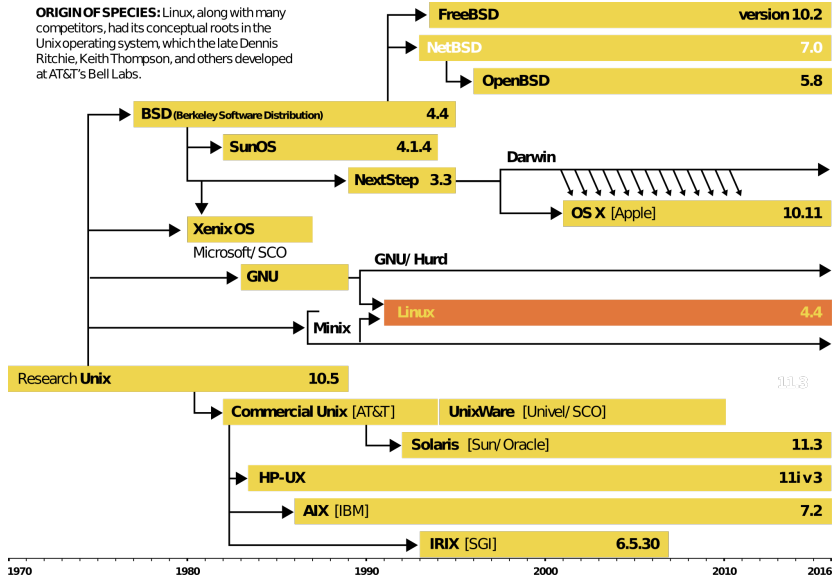 ORIGIN OF SPECIES: Linux, along with many
competitors, had its conceptual roots in the
Unix operating system, which the late Dennis
Ritchie, Keith Thompson, and others developed
at AT&T's Bell Labs.
FreeBSD version 10.2
NetBSD 7.0
OpenBSD 5.8
BSD (Berkeley Software Distribution) 4.4
SunOS 4.1.4
Darwin
NextStep 3.3
OS X [Apple] 10.11
Xenix OS
Microsoft/SCO
GNU/Hurd
GNU
Linux 4.4
Minix
Research Unix 10.5
11.3
Commercial Unix [AT&T] UnixWare [Univel/SCO]
Solaris [Sun/Oracle] 11.3
HP-UX 11i v3
AIX [IBM] 7.2
IRIX [SGI] 6.5.30
1970 1980 1990 2000 2010 2016